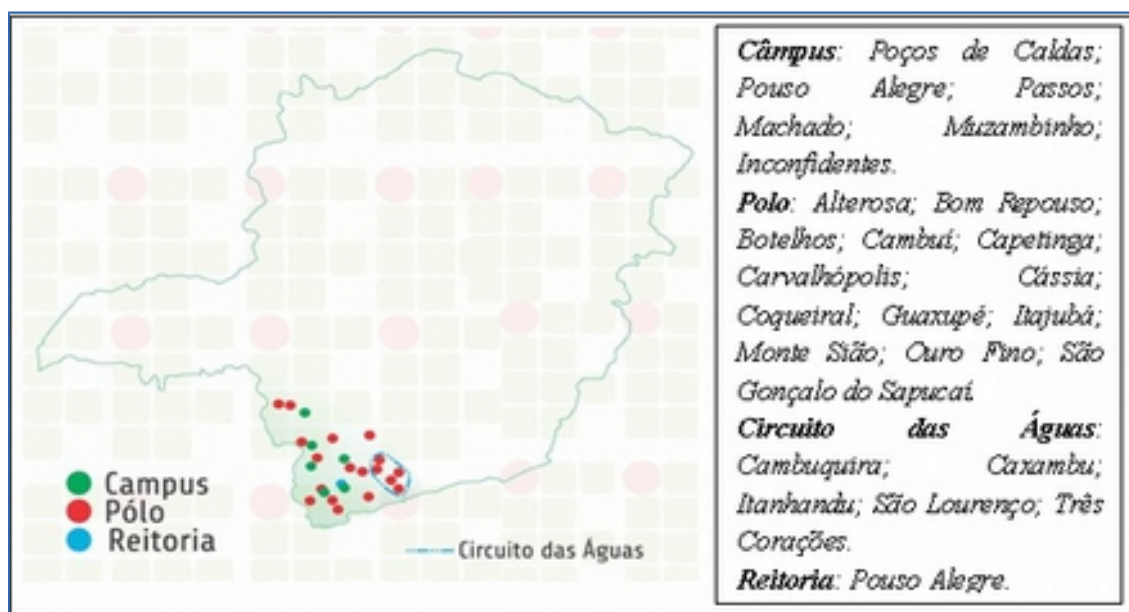 Campus
Pólo
Reitoria
Circuito das Águas
Câmpus: Poços de Caldas;
Pouso Alegre; Passos;
Machado; Muzambinho;
Inconfidentes.
Polo: Alterosa; Bom Repouso;
Botelhos; Cambuí; Capetinga;
Carvalhópolis; Cássia;
Coqueiral; Guaxupé; Itajubá;
Monte Sião; Ouro Fino; São
Gonçalo do Sapucaí.
Circuito das Águas:
Cambuquira; Caxambu;
Itanhandu; São Lourenço; Três
Corações.
Reitoria: Pouso Alegre.